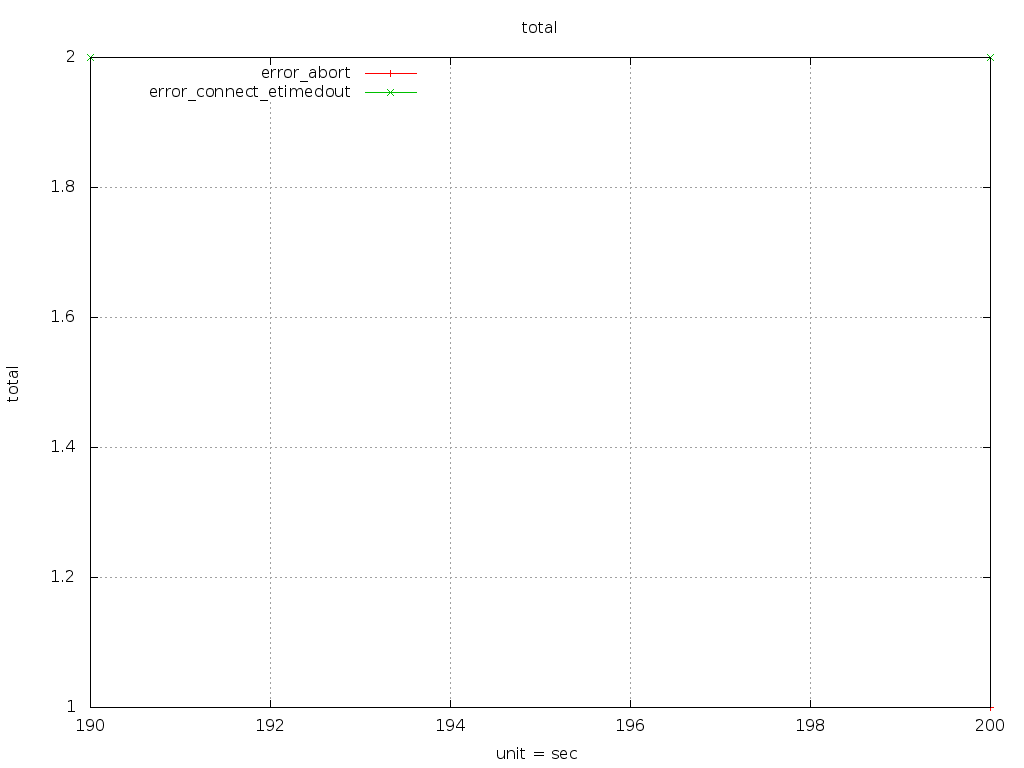 total
2
error_abort
error_connect_etimedout
1.8
1.6
total
1.4
1.2
1
190 192 194 196 198 200
unit = sec